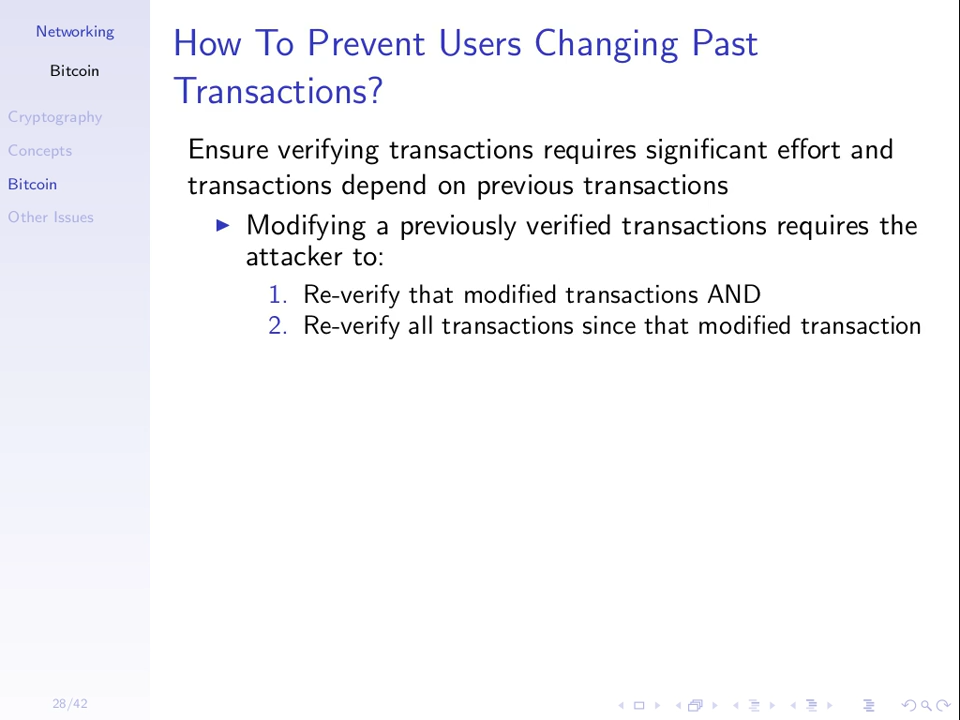 Networking
Bitcoin
Cryptography
Concepts
Bitcoin
Other Issues
How To Prevent Users Changing Past
Transactions?
Ensure verifying transactions requires significant effort and
transactions depend on previous transactions
Modifying a previously verified transactions requires the
attacker to:
1. Re-verify that modified transactions AND
2. Re-verify all transactions since that modified transaction
28/42